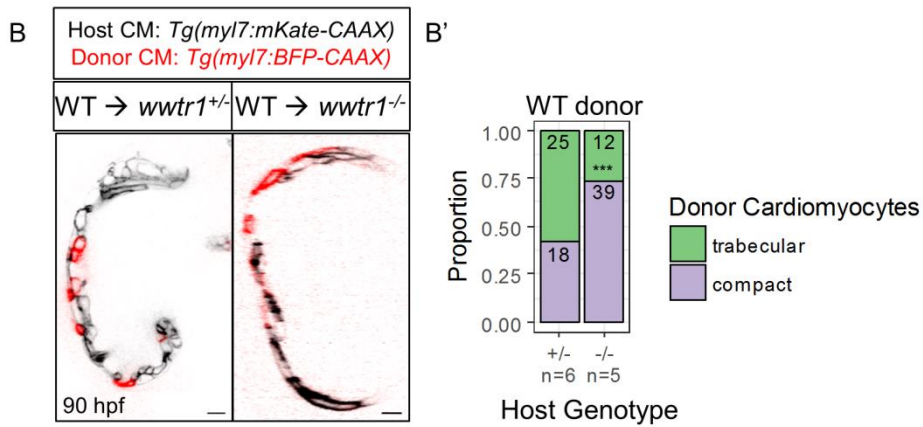 B
Host CM: Tg(myl7:mKate-CAAX)
Donor CM: Tg(myl7:BFP-CAAX)
WT → wwtr1+/-
WT → wwtr1-/-
90 hpf
B’
WT donor
1.00
0.75
0.50
0.25
0.00
Proportion
25
12
***
39
18
+/-
-/-
n=6
n=5
Host Genotype
Donor Cardiomyocytes
trabecular
compact